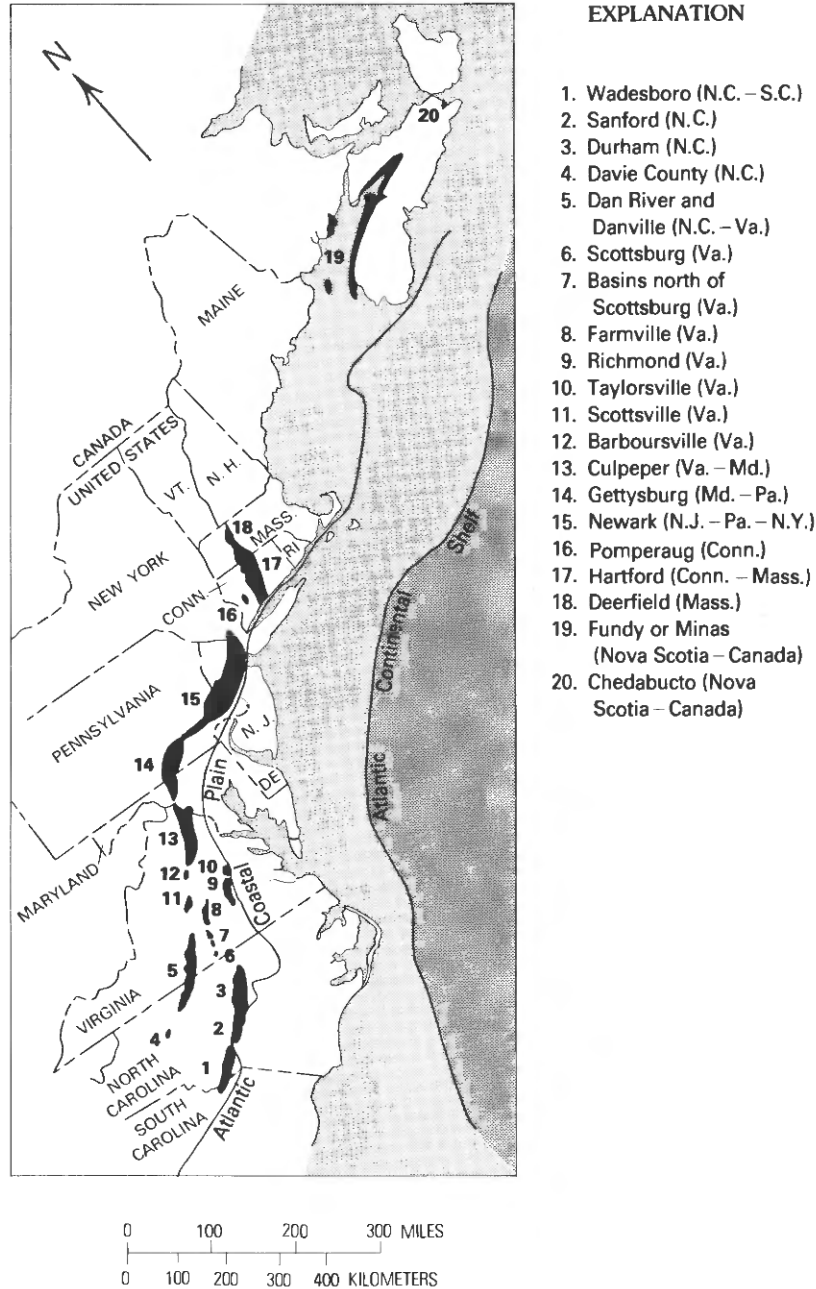 EXPLANATION
1. Wadesboro (N.C. – S.C.)
2. Sanford (N.C.)
3. Durham (N.C.)
4. Davie County (N.C.)
5. Dan River and
Danville (N.C. – Va.)
6. Scottsburg (Va.)
7. Basins north of
Scottsburg (Va.)
8. Farmville (Va.)
9. Richmond (Va.)
10. Taylorsville (Va.)
11. Scottsville (Va.)
12. Barboursville (Va.)
13. Culpeper (Va. – Md.)
14. Gettysburg (Md. – Pa.)
15. Newark (N.J. – Pa. – N.Y.)
16. Pomperaug (Conn.)
17. Hartford (Conn. – Mass.)
18. Deerfield (Mass.)
19. Fundy or Minas
(Nova Scotia – Canada)
20. Chedabucto (Nova
Scotia – Canada)
N
20
19
MAINE
CANADA
UNITED STATES
VT.
N. H.
18
MASS.
RI
17
NEW YORK
CONN.
16
PENNSYLVANIA
15
N. J.
14
DE
Plain
Shelf
Continental
Atlantic
13
MARYLAND
12
10
9
11
8
Coastal
7
6
5
3
VIRGINIA
4
2
1
NORTH
CAROLINA
SOUTH
CAROLINA
Atlantic
0 100 200 300 MILES
0 100 200 300 400 KILOMETERS